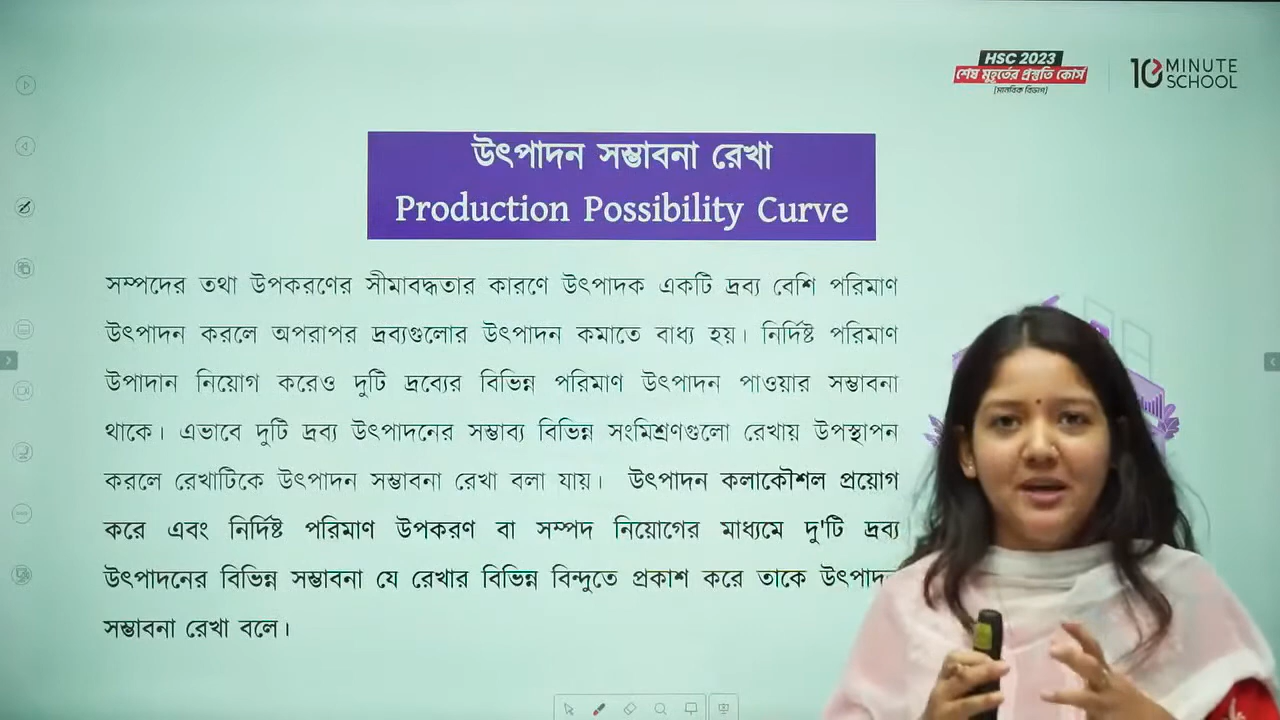 HSC 2023
শেষ মুহূর্তের প্রস্তুতি কোর্স
(মানবিক বিভাগ)
10 MINUTE SCHOOL
উৎপাদন সম্ভাবনা রেখা
Production Possibility Curve
সম্পদের তথা উপকরণের সীমাবদ্ধতার কারণে উৎপাদক একটি দ্রব্য বেশি পরিমাণ
উৎপাদন করলে অপরাপর দ্রব্যগুলোর উৎপাদন কমাতে বাধ্য হয়। নির্দিষ্ট পরিমাণ
উপাদান নিয়োগ করেও দুটি দ্রব্যের বিভিন্ন পরিমাণ উৎপাদন পাওয়ার সম্ভাবনা
থাকে। এভাবে দুটি দ্রব্য উৎপাদনের সম্ভাব্য বিভিন্ন সংমিশ্রণগুলো রেখায় উপস্থাপন
করলে রেখাটিকে উৎপাদন সম্ভাবনা রেখা বলা যায়। উৎপাদন কলাকৌশল প্রয়োগ
করে এবং নির্দিষ্ট পরিমাণ উপকরণ বা সম্পদ নিয়োগের মাধ্যমে দু'টি দ্রব্য
উৎপাদনের বিভিন্ন সম্ভাবনা যে রেখার বিভিন্ন বিন্দুতে প্রকাশ করে তাকে উৎপাদন
সম্ভাবনা রেখা বলে।